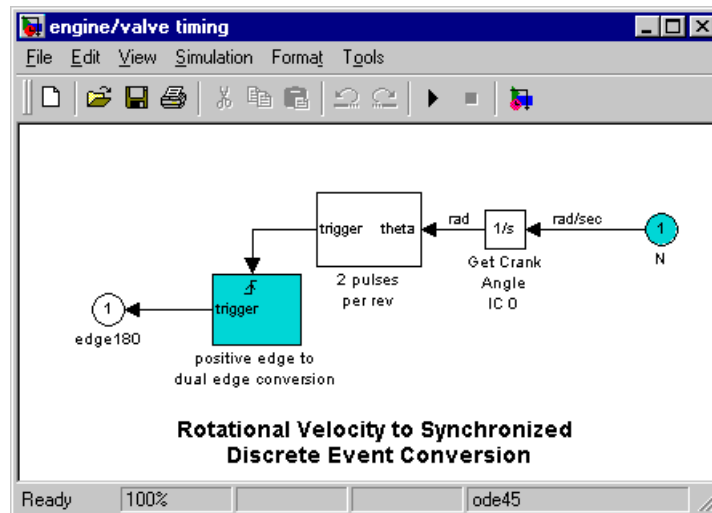 engine/valve timing
File Edit View Simulation Format Tools
trigger theta
rad
1/s
rad/sec
1
N
Get Crank
Angle
IC 0
2 pulses
per rev
trigger
1
edge180
positive edge to
dual edge conversion
Rotational Velocity to Synchronized
Discrete Event Conversion
Ready 100% ode45